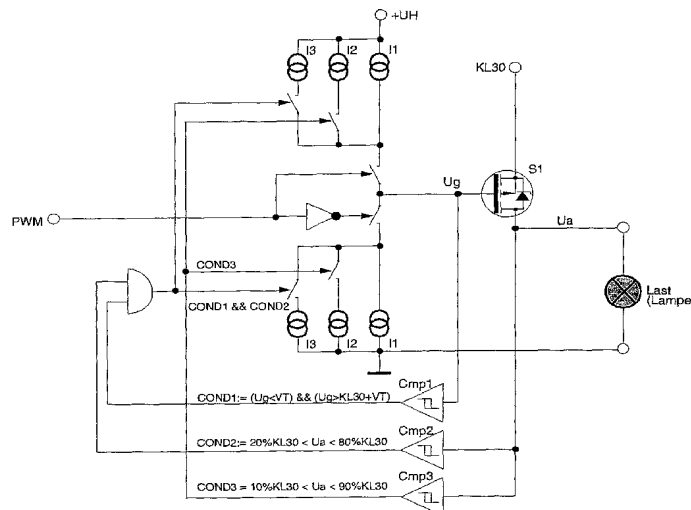 +UH
I3 I2 I1
KL30
S1
Ug
PWM
Ua
COND3
COND1 && COND2
Last
(Lampe
I3 I2 I1
Cmp1
COND1:= (Ug<VT) && (Ug>KL30+VT)
Cmp2
COND2:= 20%KL30 < Ua < 80%KL30
Cmp3
COND3 = 10%KL30 < Ua < 90%KL30